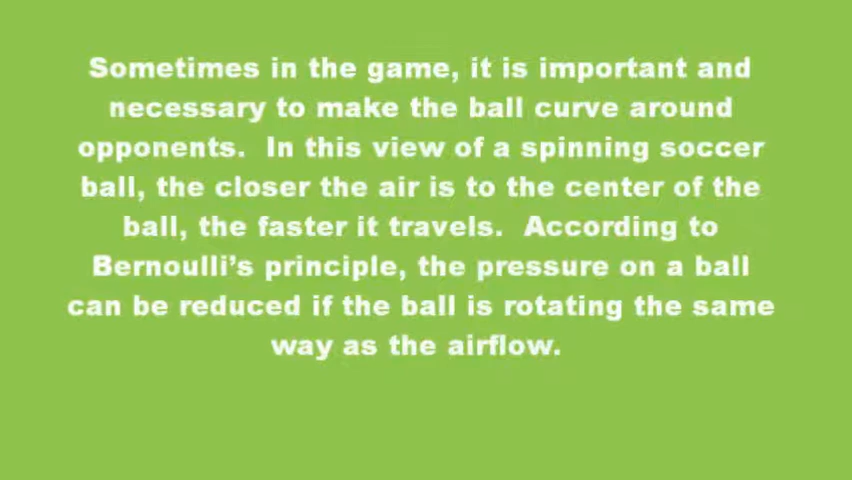 Sometimes in the game, it is important and
necessary to make the ball curve around
opponents.  In this view of a spinning soccer
ball, the closer the air is to the center of the
ball, the faster it travels.  According to
Bernoulli’s principle, the pressure on a ball
can be reduced if the ball is rotating the same
way as the airflow.